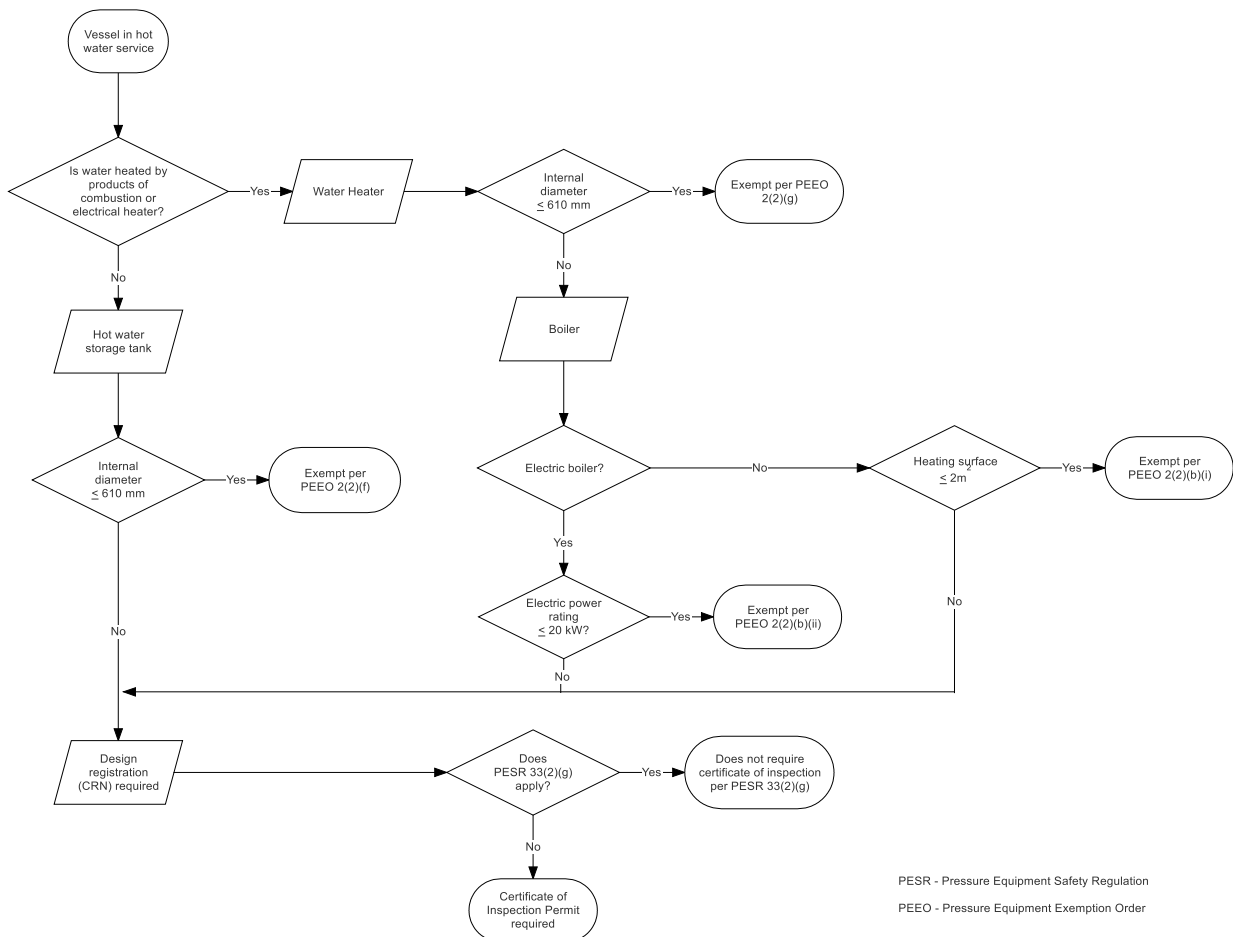 Vessel in hot
water service
Is water heated by
products of
combustion or
electrical heater?
Yes
Water Heater
Internal
diameter
≤ 610 mm
Yes
Exempt per PEEO
2(2)(g)
No
No
Hot water
storage tank
Boiler
Internal
diameter
≤ 610 mm
Yes
Exempt per
PEEO 2(2)(f)
Electric boiler?
No
Heating surface
≤ 2m²
Yes
Exempt per
PEEO 2(2)(b)(i)
Yes
No
No
Electric power
rating
≤ 20 kW?
Yes
Exempt per
PEEO 2(2)(b)(ii)
No
Design
registration
(CRN) required
Does
PESR 33(2)(g)
apply?
Yes
Does not require
certificate of inspection
per PESR 33(2)(g)
No
Certificate of
Inspection Permit
required
PESR - Pressure Equipment Safety Regulation
PEEO - Pressure Equipment Exemption Order